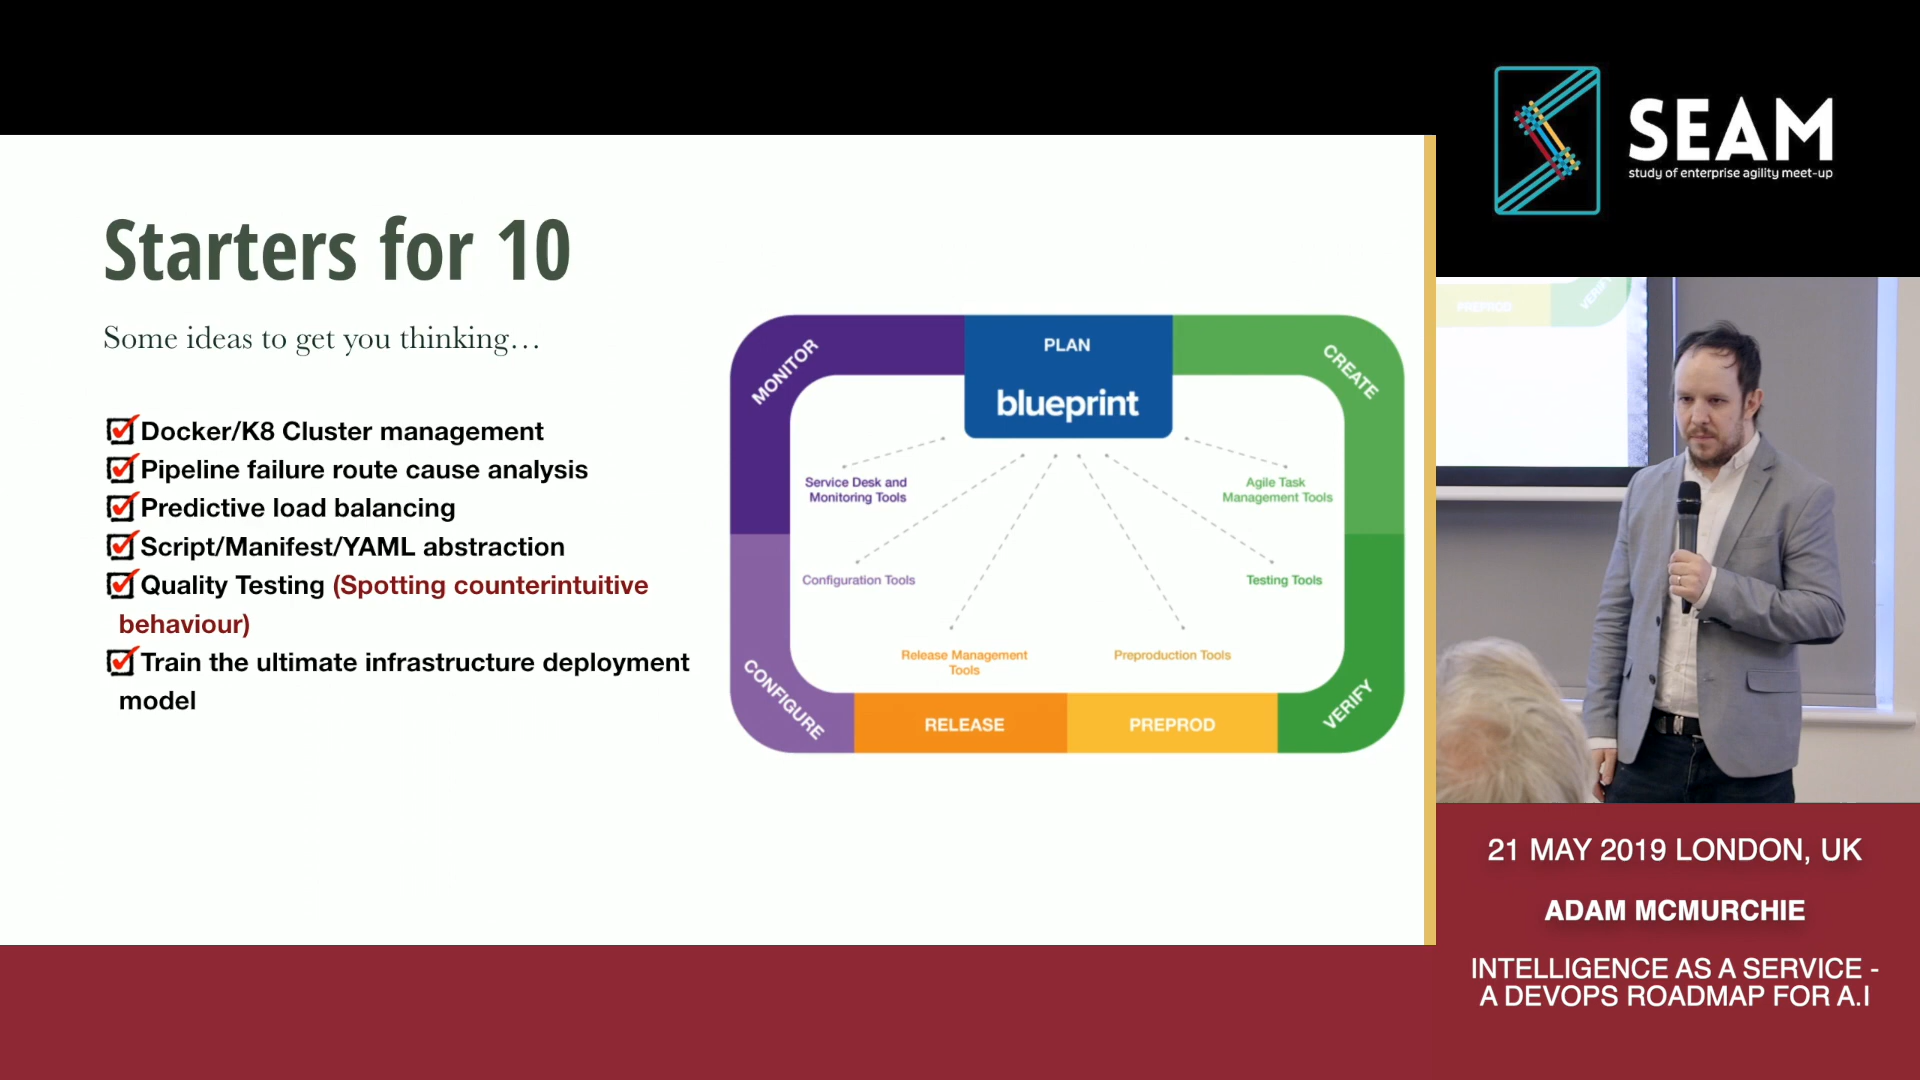 SEAM
study of enterprise agility meet-up
Starters for 10
Some ideas to get you thinking...
Docker/K8 Cluster management
Pipeline failure route cause analysis
Predictive load balancing
Script/Manifest/YAML abstraction
Quality Testing (Spotting counterintuitive
behaviour)
Train the ultimate infrastructure deployment
model
MONITOR
PLAN
CREATE
blueprint
Service Desk and
Monitoring Tools
Agile Task
Management Tools
Configuration Tools
Testing Tools
Release Management
Tools
Preproduction Tools
CONFIGURE
RELEASE
PREPROD
VERIFY
PREPROD
VERIFY
21 MAY 2019 LONDON, UK
ADAM MCMURCHIE
INTELLIGENCE AS A SERVICE -
A DEVOPS ROADMAP FOR A.I